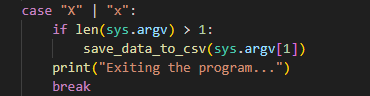 case "X" | "x":
    if len(sys.argv) > 1:
        save_data_to_csv(sys.argv[1])
    print("Exiting the program...")
    break